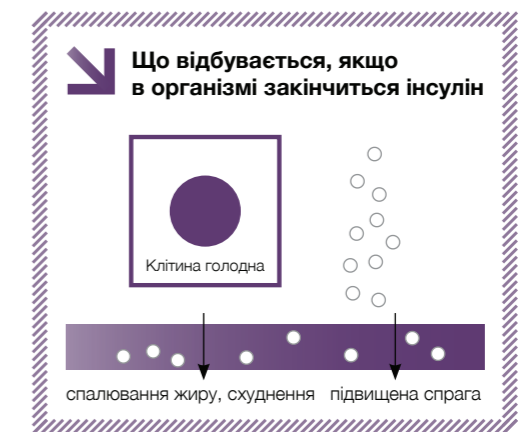 Що відбувається, якщо
в організмі закінчиться інсулін
Клітина голодна
спалювання жиру, схуднення
підвищена спрага